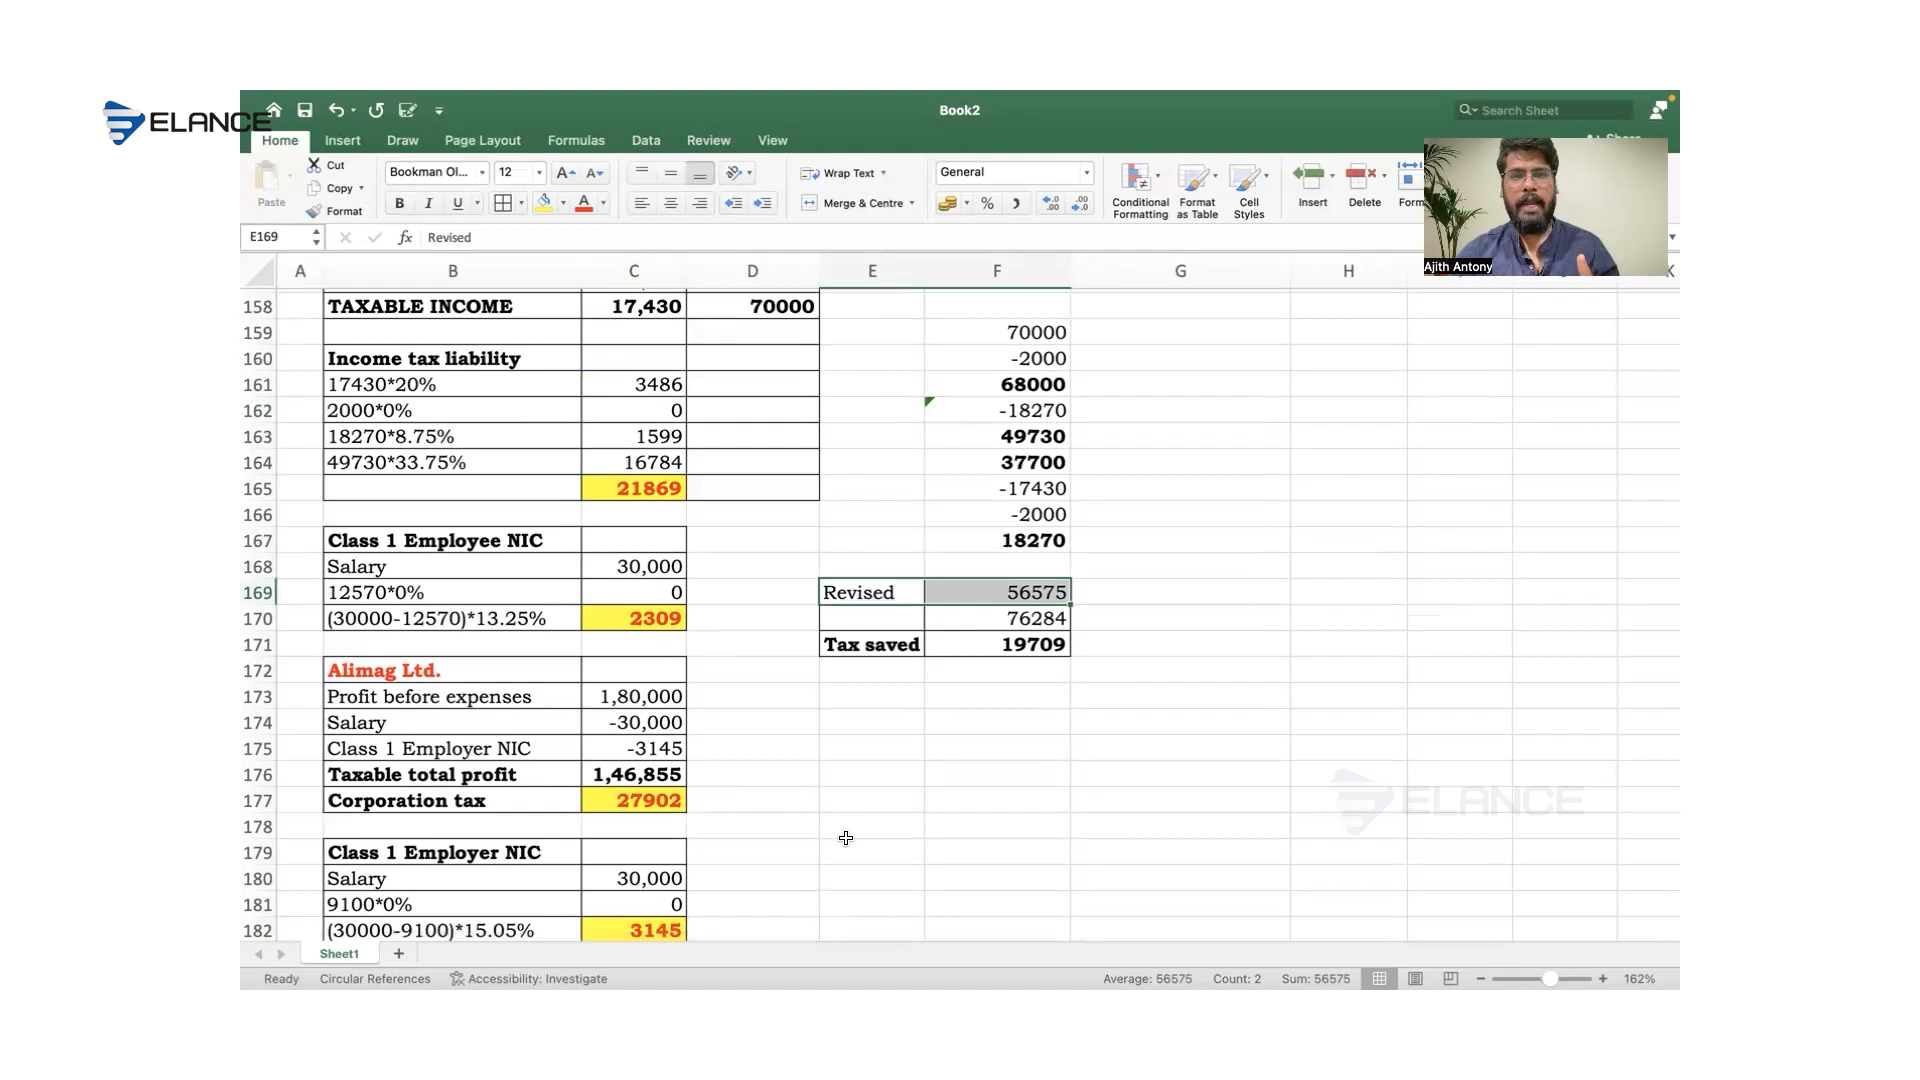 ELANCE
Book2
Search Sheet
Home Insert Draw Page Layout Formulas Data Review View Share
Paste Cut Copy Format
Bookman Ol... 12 Wrap Text General
B I U Merge & Centre
Conditional Formatting Format as Table Cell Styles Insert Delete Form
Ajith Antony
E169 fx Revised
A B C D E F G H K
158 TAXABLE INCOME 17,430 70000
159 70000
160 Income tax liability -2000
161 17430*20% 3486 68000
162 2000*0% 0 -18270
163 18270*8.75% 1599 49730
164 49730*33.75% 16784 37700
165 21869 -17430
166 -2000
167 Class 1 Employee NIC 18270
168 Salary 30,000
169 12570*0% 0 Revised 56575
170 (30000-12570)*13.25% 2309 76284
171 Tax saved 19709
172 Alimag Ltd.
173 Profit before expenses 1,80,000
174 Salary -30,000
175 Class 1 Employer NIC -3145
176 Taxable total profit 1,46,855
177 Corporation tax 27902
178
179 Class 1 Employer NIC
180 Salary 30,000
181 9100*0% 0
182 (30000-9100)*15.05% 3145
ELANCE
Sheet1
Ready Circular References Accessibility: Investigate Average: 56575 Count: 2 Sum: 56575 162%